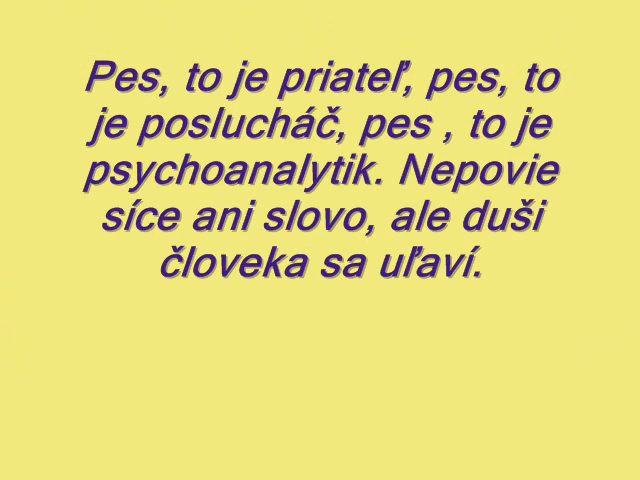 Pes, to je priateľ, pes, to
je poslucháč, pes , to je
psychoanalytik. Nepovie
síce ani slovo, ale duši
človeka sa uľaví.